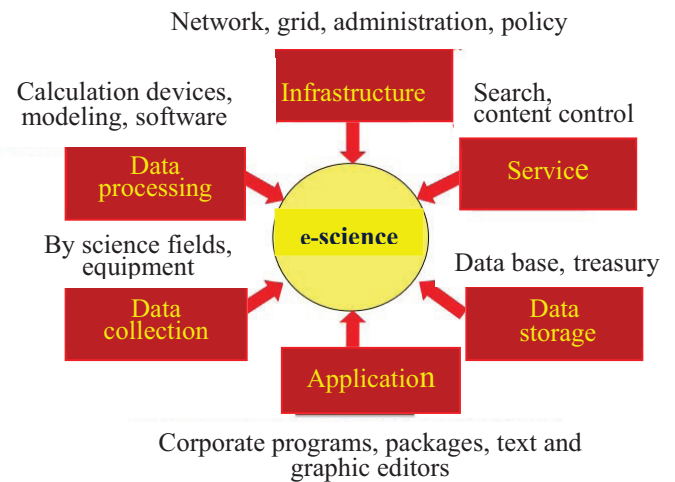 Network, grid, administration, policy
Infrastructure
Calculation devices,
modeling, software
Data
processing
Search,
content control
Service
e-science
By science fields,
equipment
Data
collection
Data base, treasury
Data
storage
Application
Corporate programs, packages, text and
graphic editors